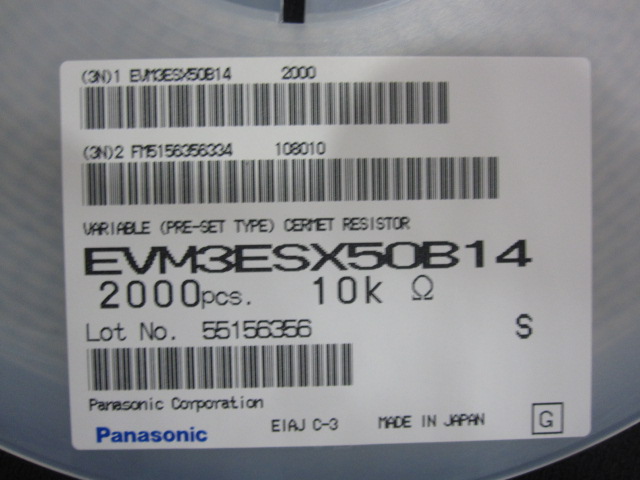 (3N)1 EVM3ESX50B14 2000
(3N)2 FM5156356334 108010
VARIABLE (PRE-SET TYPE) CERMET RESISTOR
EVM3ESX50B14
2000pcs. 10k Ω
Lot No. 55156356 S
Panasonic Corporation
Panasonic EIAJ C-3 MADE IN JAPAN G